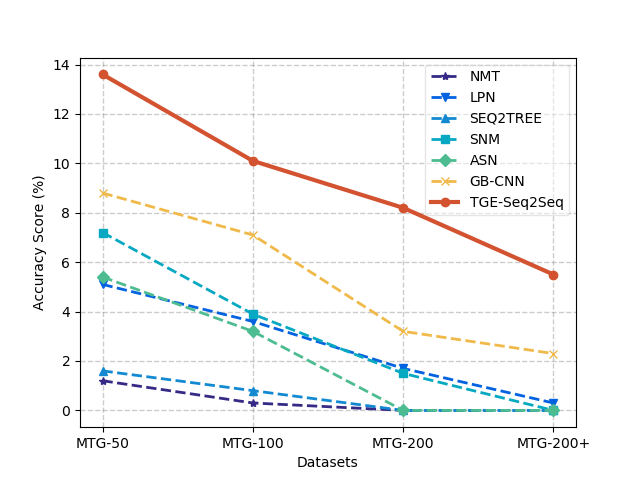 14
12
10
8
6
4
2
0
Accuracy Score (%)
NMT
LPN
SEQ2TREE
SNM
ASN
GB-CNN
TGE-Seq2Seq
MTG-50
MTG-100
MTG-200
MTG-200+
Datasets